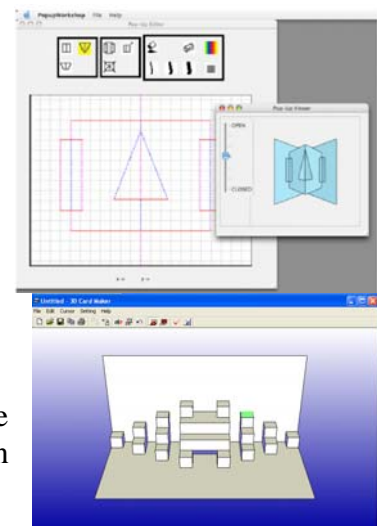 PopupWorkshop File Help
Pop-Up Editor
Pop-Up Viewer
OPEN
CLOSED
x = y =
Untitled - 3D Card Maker
File Edit Cursor Setting Help
e
n